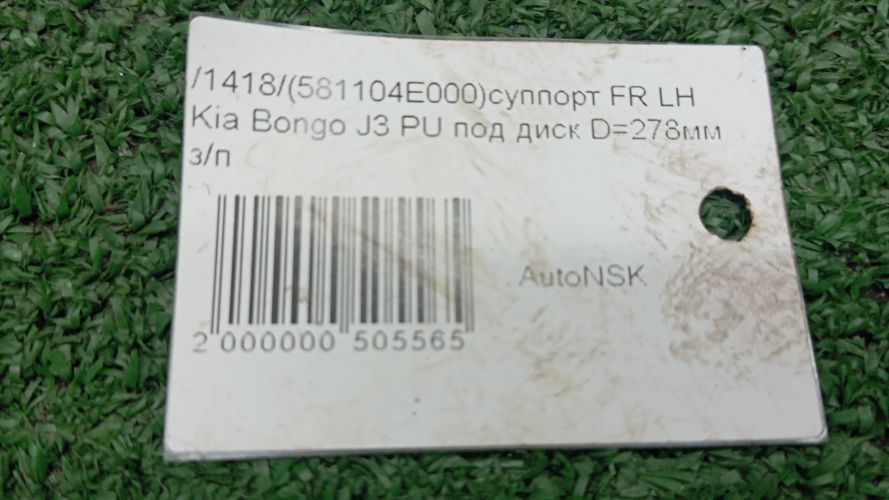 /1418/(581104E000)суппорт FR LH
Kia Bongo J3 PU под диск D=278мм
з/п
AutoNSK
2 000000 505565